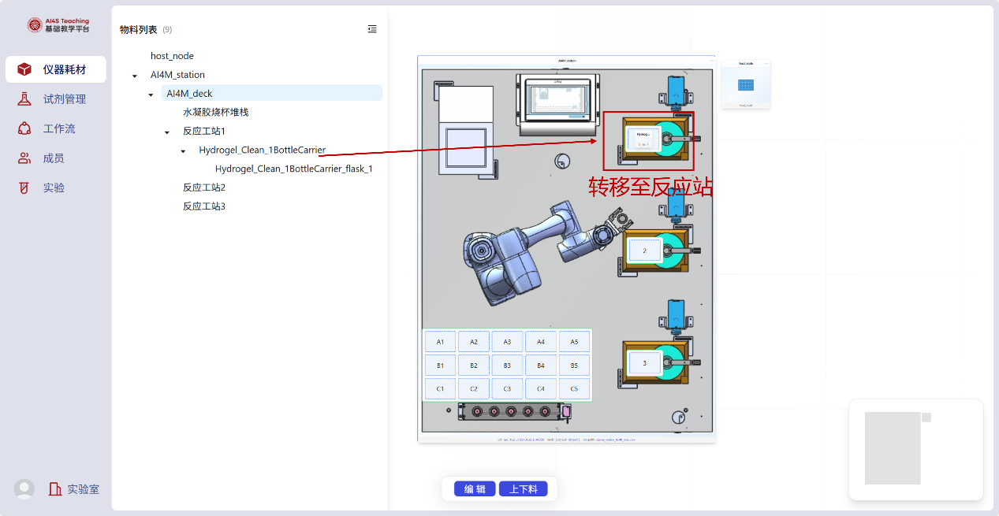 AI4S Teaching
基础教学平台
仪器耗材
试剂管理
工作流
成员
实验
实验室
物料列表 (9)
host_node
AI4M_station
AI4M_deck
水凝胶烧杯堆栈
反应工站1
Hydrogel_Clean_1BottleCarrier
Hydrogel_Clean_1BottleCarrier_flask_1
反应工站2
反应工站3
AI4M_station
host_node
host_node
Hydrog...
转移至反应站
2
3
A1 A2 A3 A4 A5
B1 B2 B3 B4 B5
C1 C2 C3 C4 C5
编 辑
上下料